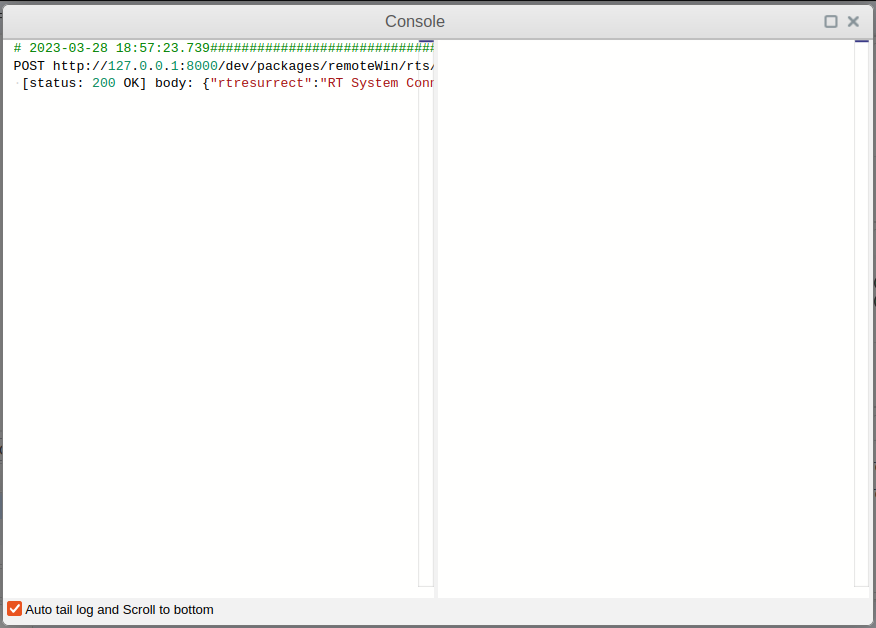 Console
# 2023-03-28 18:57:23.739#############################
POST http://127.0.0.1:8000/dev/packages/remoteWin/rts/
[status: 200 OK] body: {"rtresurrect":"RT System Conn
Auto tail log and Scroll to bottom